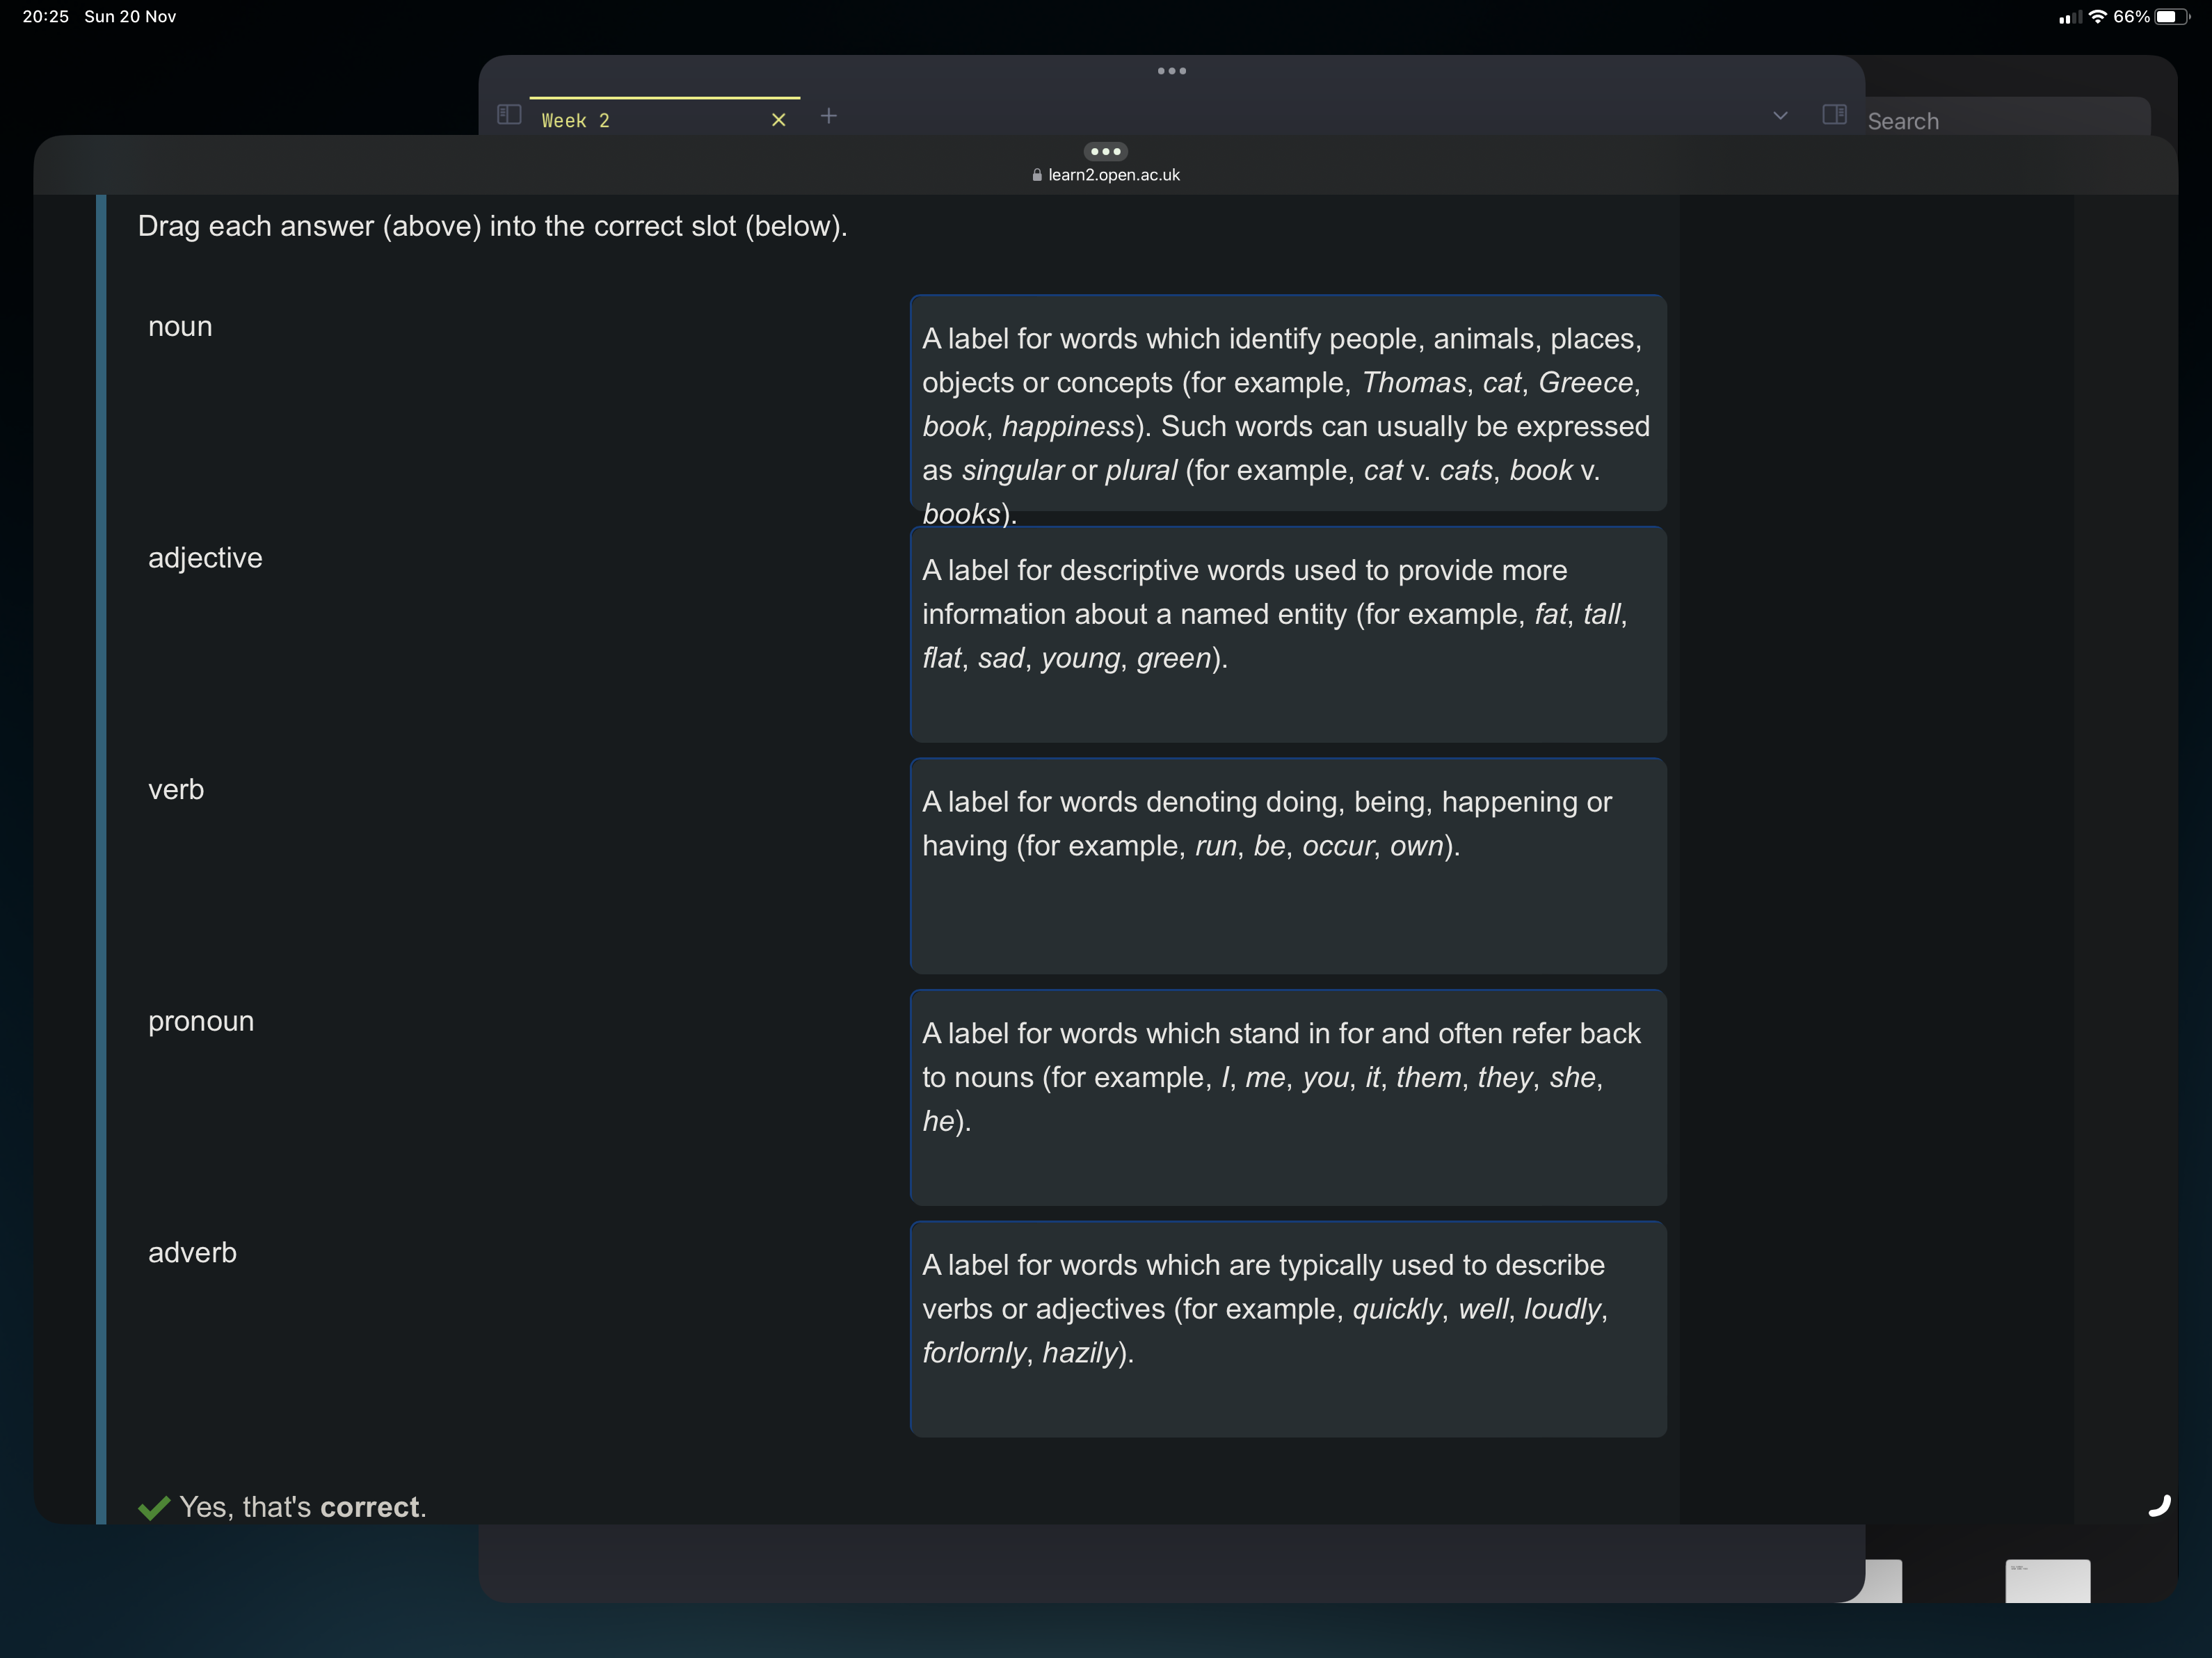 20:25 Sun 20 Nov
66%
Week 2
Search
learn2.open.ac.uk
Drag each answer (above) into the correct slot (below).
noun
A label for words which identify people, animals, places,
objects or concepts (for example, Thomas, cat, Greece,
book, happiness). Such words can usually be expressed
as singular or plural (for example, cat v. cats, book v.
books).
adjective
A label for descriptive words used to provide more
information about a named entity (for example, fat, tall,
flat, sad, young, green).
verb
A label for words denoting doing, being, happening or
having (for example, run, be, occur, own).
pronoun
A label for words which stand in for and often refer back
to nouns (for example, I, me, you, it, them, they, she,
he).
adverb
A label for words which are typically used to describe
verbs or adjectives (for example, quickly, well, loudly,
forlornly, hazily).
Yes, that's correct.